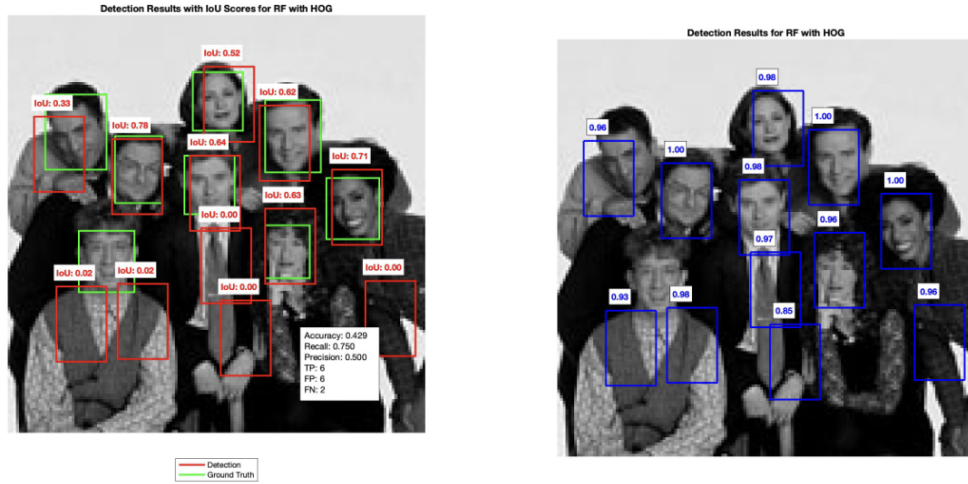 Detection Results with IoU Scores for RF with HOG
IoU: 0.52
IoU: 0.62
IoU: 0.33
IoU: 0.78
IoU: 0.64
IoU: 0.71
IoU: 0.63
IoU: 0.00
IoU: 0.02
IoU: 0.02
IoU: 0.00
IoU: 0.00
Accuracy: 0.429
Recall: 0.750
Precision: 0.500
TP: 6
FP: 6
FN: 2
Detection
Ground Truth
Detection Results for RF with HOG
0.98
1.00
0.96
1.00
0.98
1.00
0.96
0.97
0.93
0.98
0.96
0.85